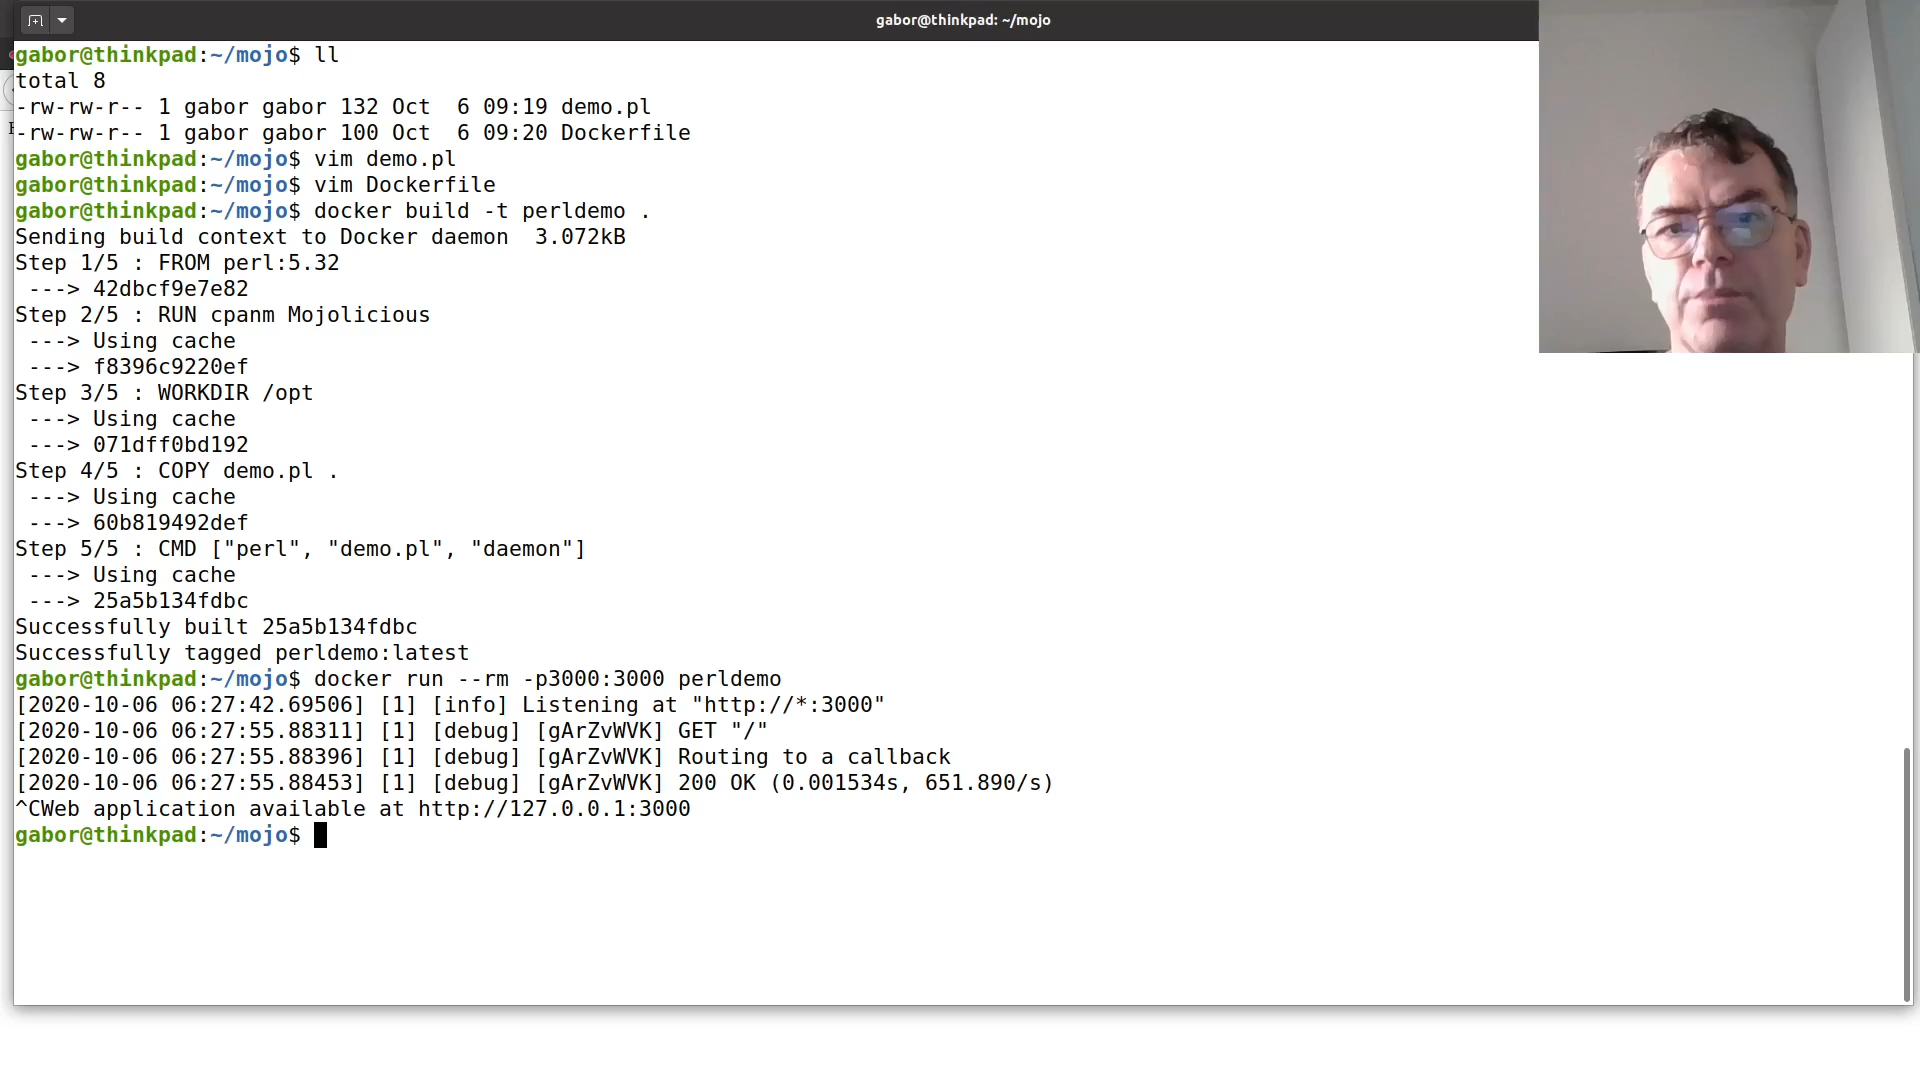 gabor@thinkpad: ~/mojo
gabor@thinkpad:~/mojo$ ll
total 8
-rw-rw-r-- 1 gabor gabor 132 Oct  6 09:19 demo.pl
-rw-rw-r-- 1 gabor gabor 100 Oct  6 09:20 Dockerfile
gabor@thinkpad:~/mojo$ vim demo.pl
gabor@thinkpad:~/mojo$ vim Dockerfile
gabor@thinkpad:~/mojo$ docker build -t perldemo .
Sending build context to Docker daemon  3.072kB
Step 1/5 : FROM perl:5.32
 ---> 42dbcf9e7e82
Step 2/5 : RUN cpanm Mojolicious
 ---> Using cache
 ---> f8396c9220ef
Step 3/5 : WORKDIR /opt
 ---> Using cache
 ---> 071dff0bd192
Step 4/5 : COPY demo.pl .
 ---> Using cache
 ---> 60b819492def
Step 5/5 : CMD ["perl", "demo.pl", "daemon"]
 ---> Using cache
 ---> 25a5b134fdbc
Successfully built 25a5b134fdbc
Successfully tagged perldemo:latest
gabor@thinkpad:~/mojo$ docker run --rm -p3000:3000 perldemo
[2020-10-06 06:27:42.69506] [1] [info] Listening at "http://*:3000"
[2020-10-06 06:27:55.88311] [1] [debug] [gArZvWVK] GET "/"
[2020-10-06 06:27:55.88396] [1] [debug] [gArZvWVK] Routing to a callback
[2020-10-06 06:27:55.88453] [1] [debug] [gArZvWVK] 200 OK (0.001534s, 651.890/s)
^CWeb application available at http://127.0.0.1:3000
gabor@thinkpad:~/mojo$